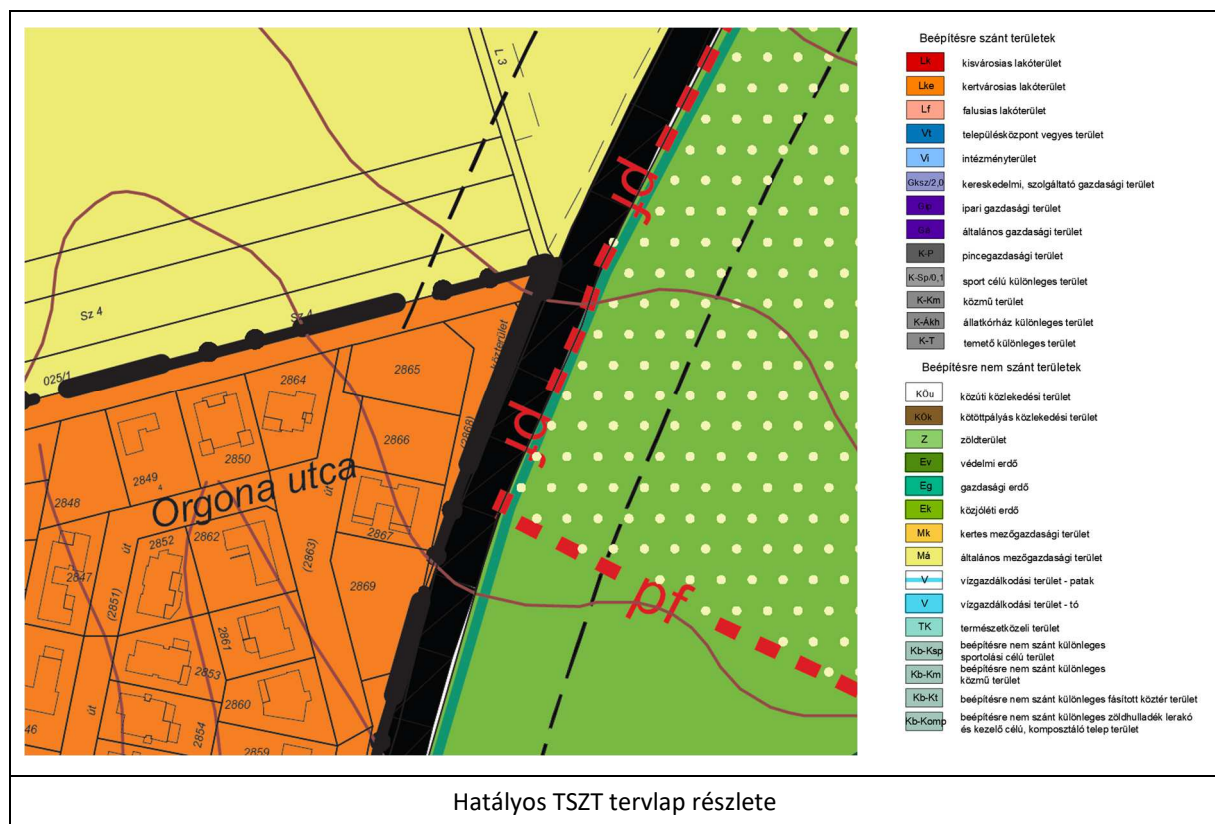 L 3
pf
Sz 4
Sz 4
025/1
közterület
2865
2864
(2868)
2866
2850
2849
4
Orgona utca
út
2848
2867
2852
2862
(2863)
2847
2869
(2851)
út
2861
2853
2860
út
46
2854
2859
pf
pf
Beépítésre szánt területek
Lk kisvárosias lakóterület
Lke kertvárosias lakóterület
Lf falusias lakóterület
Vt településközpont vegyes terület
Vi intézményterület
Gksz/2,0 kereskedelmi, szolgáltató gazdasági terület
ipari gazdasági terület
általános gazdasági terület
K-P pincegazdasági terület
K-Sp/0,1 sport célú különleges terület
K-Km közmű terület
K-Ákh állatkórház különleges terület
K-T temető különleges terület
Beépítésre nem szánt területek
KÖu közúti közlekedési terület
KÖk kötöttpályás közlekedési terület
Z zöldterület
Ev védelmi erdő
Eg gazdasági erdő
Ek közjóléti erdő
Mk kertes mezőgazdasági terület
Má általános mezőgazdasági terület
V vízgazdálkodási terület - patak
V vízgazdálkodási terület - tó
TK természetközeli terület
Kb-Ksp beépítésre nem szánt különleges
sportolási célú terület
Kb-Km beépítésre nem szánt különleges
közmű terület
Kb-Kt beépítésre nem szánt különleges fásított köztér terület
Kb-Komp beépítésre nem szánt különleges zöldhulladék lerakó
és kezelő célú, komposztáló telep terület
Hatályos TSZT tervlap részlete